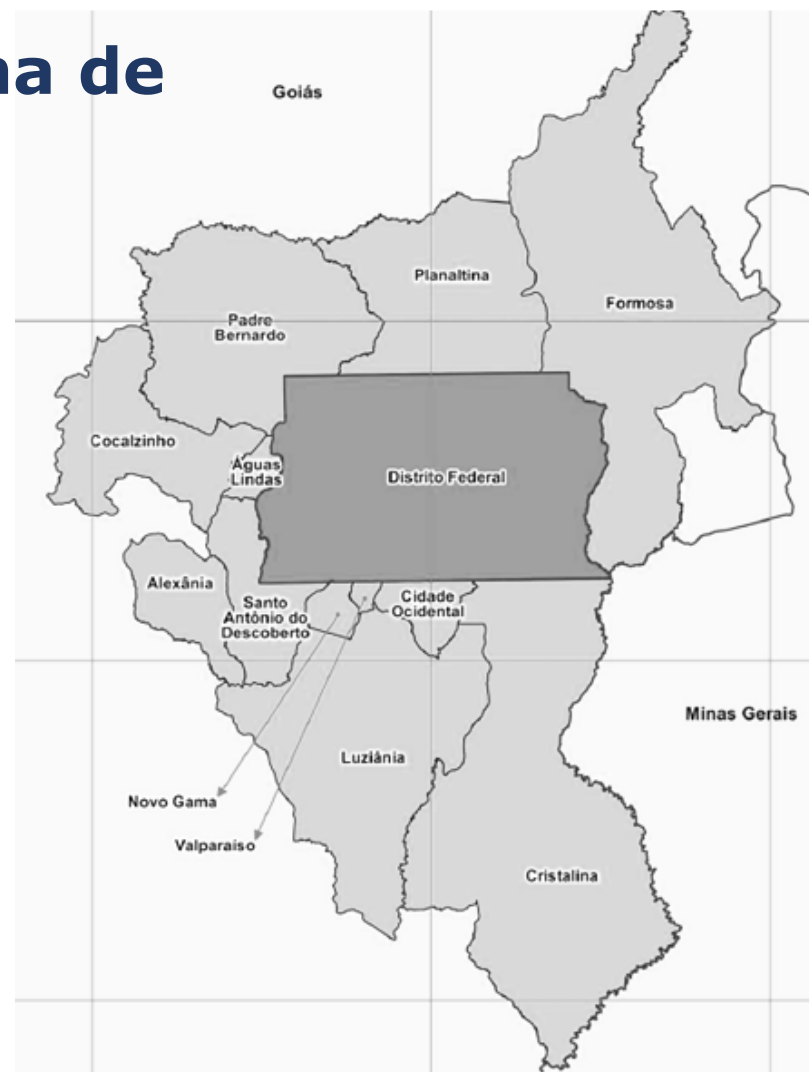 na de
Goiás
Planaltina
Formosa
Padre
Bernardo
Cocalzinho
Águas
Lindas
Distrito Federal
Alexânia
Santo
Antônio do
Descoberto
Cidade
Ocidental
Minas Gerais
Luziânia
Novo Gama
Valparaiso
Cristalina